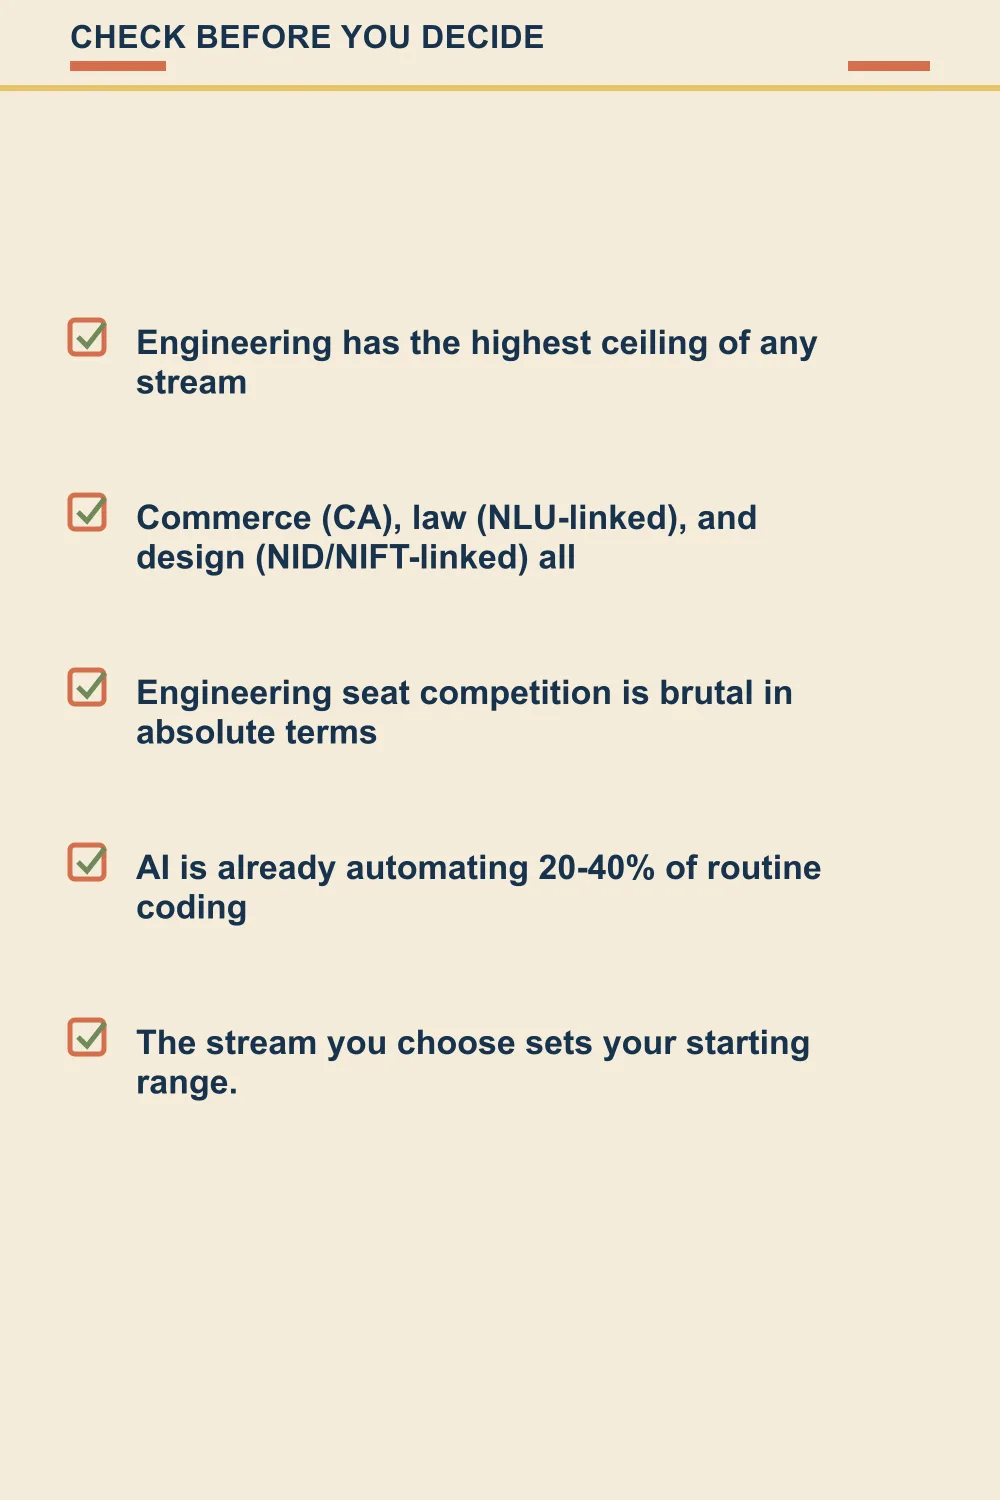 CHECK BEFORE YOU DECIDE
Engineering has the highest ceiling of any
stream
Commerce (CA), law (NLU-linked), and
design (NID/NIFT-linked) all
Engineering seat competition is brutal in
absolute terms
AI is already automating 20-40% of routine
coding
The stream you choose sets your starting
range.